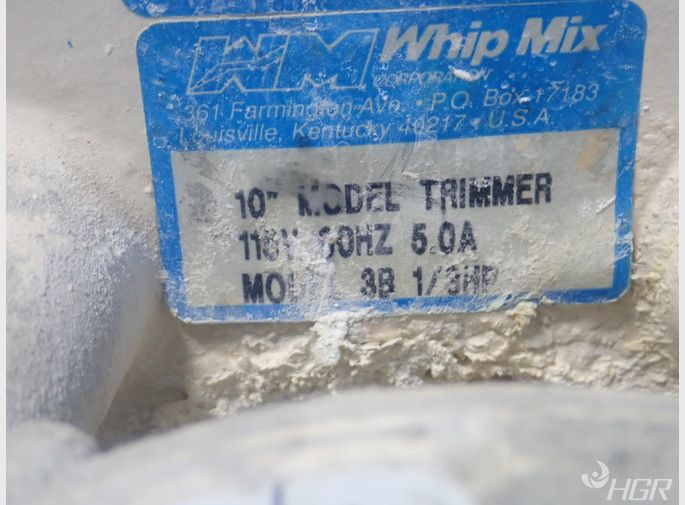 WM Whip Mix
CORPORATION
361 Farmington Ave. • P.O. Box 17183
Louisville, Kentucky 40217 • U.S.A.
10" MODEL TRIMMER
115V 60HZ 5.0A
3B 1/3HP
HGR